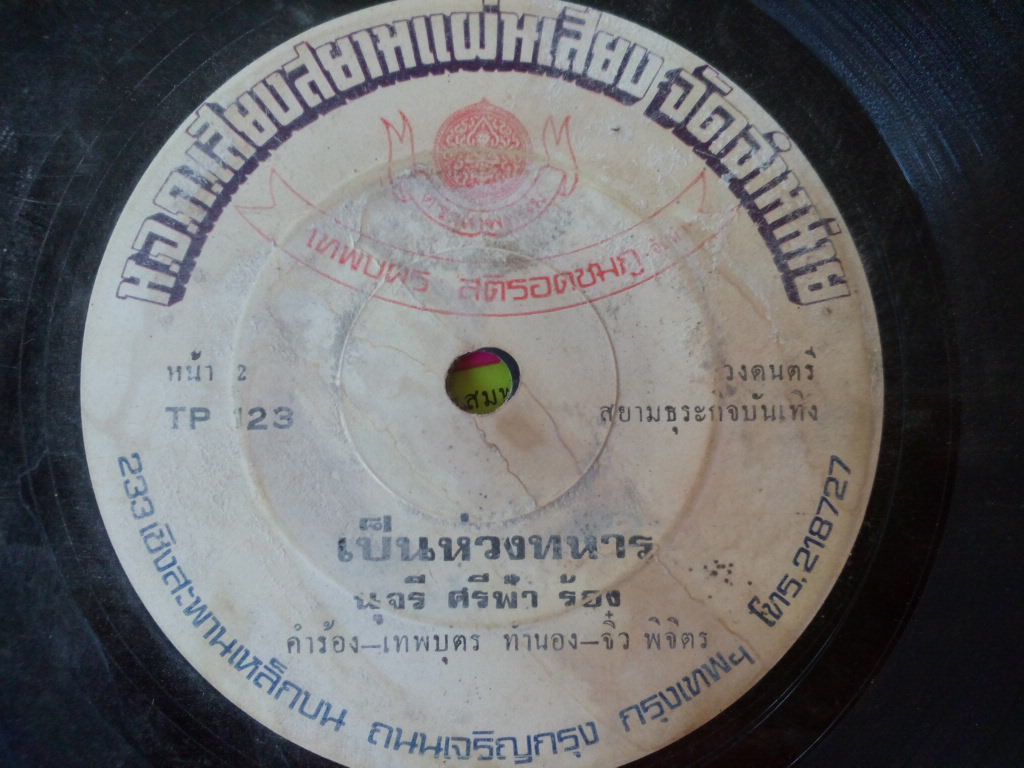 ห.จ.ก.เสียงสยามแผ่นเสียง จัดจำหน่าย
เทพบุตร สติรอดชมภู
หน้า 2
วงดนตรี
TP 123
สยามธุระกิจบันเทิง
สมห
เป็นห่วงทหาร
นุจรี ศรีฟ้า ร้อง
คำร้อง–เทพบุตร ทำนอง–จิ๋ว พิจิตร
233 เชิงสะพานเหล็กบน ถนนเจริญกรุง กรุงเทพฯ โทร.218727